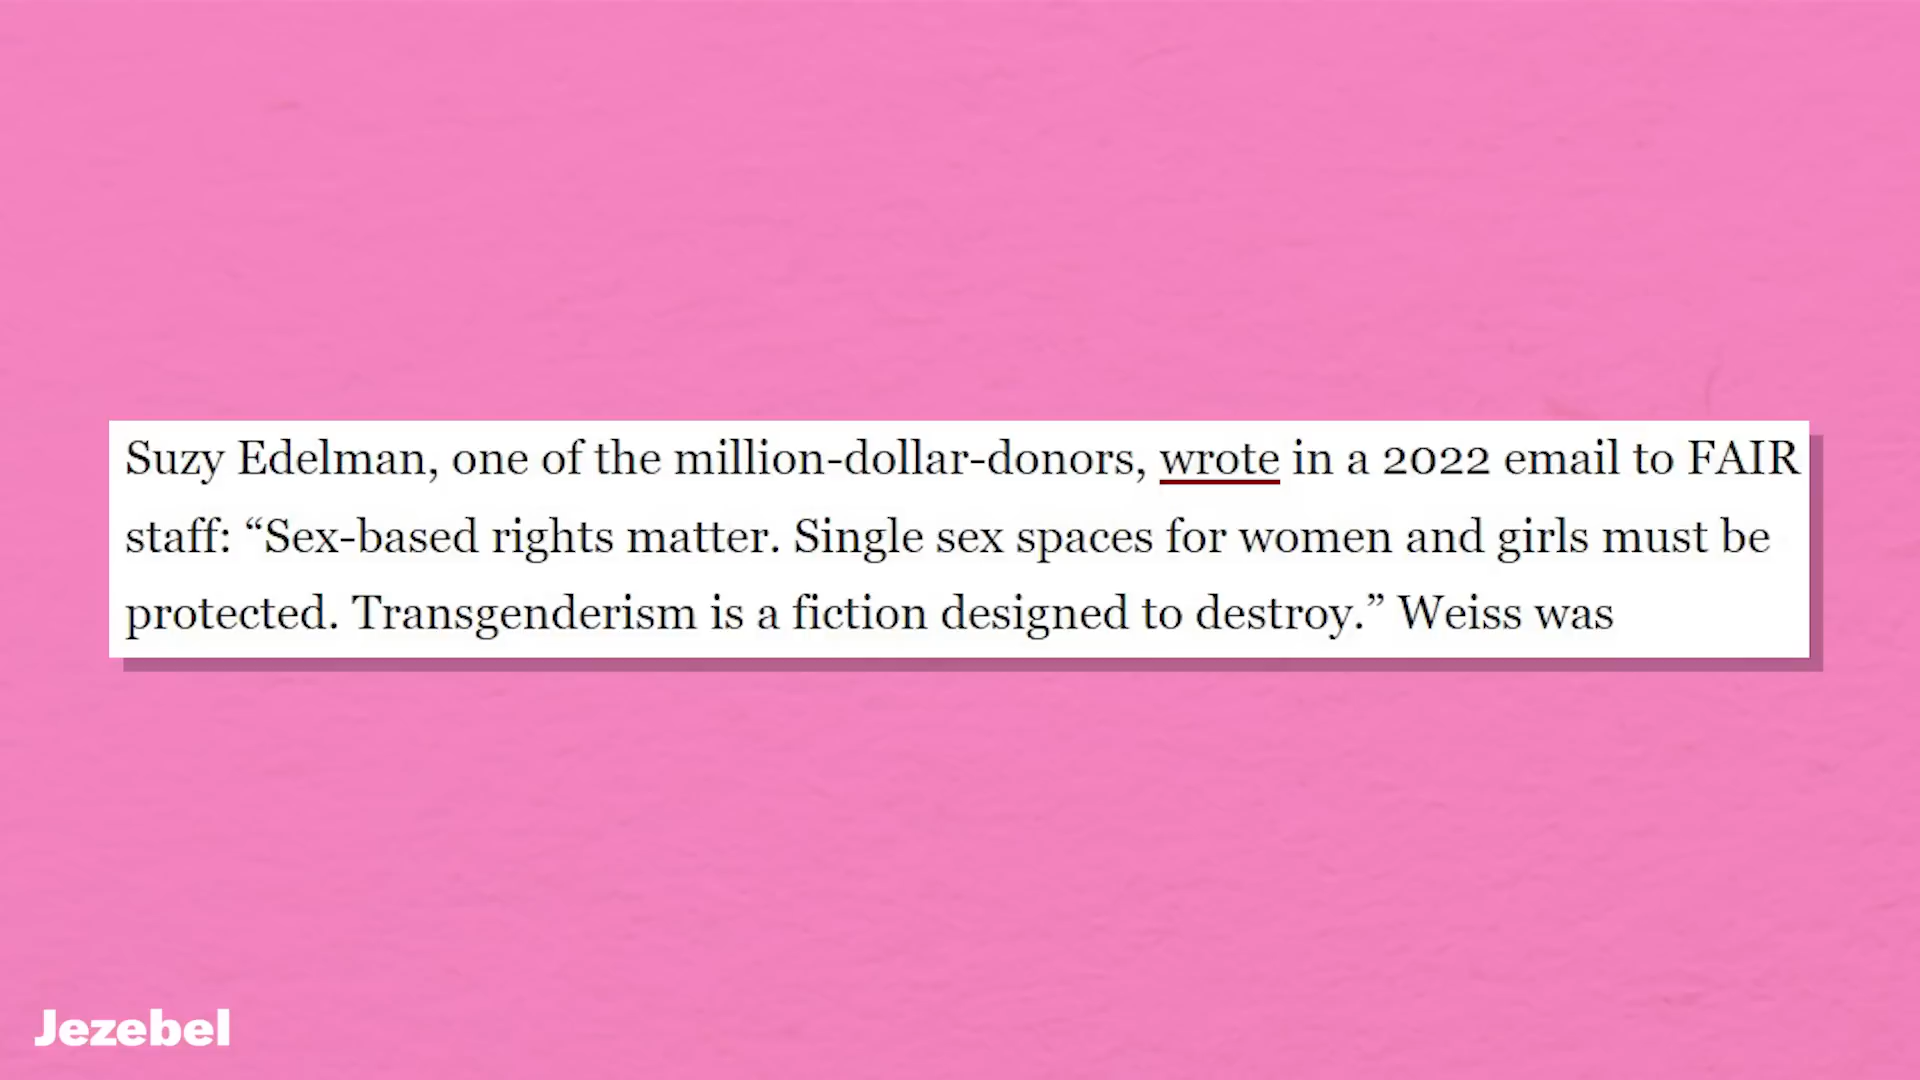 Suzy Edelman, one of the million-dollar-donors, wrote in a 2022 email to FAIR
staff: “Sex-based rights matter. Single sex spaces for women and girls must be
protected. Transgenderism is a fiction designed to destroy.” Weiss was
Jezebel